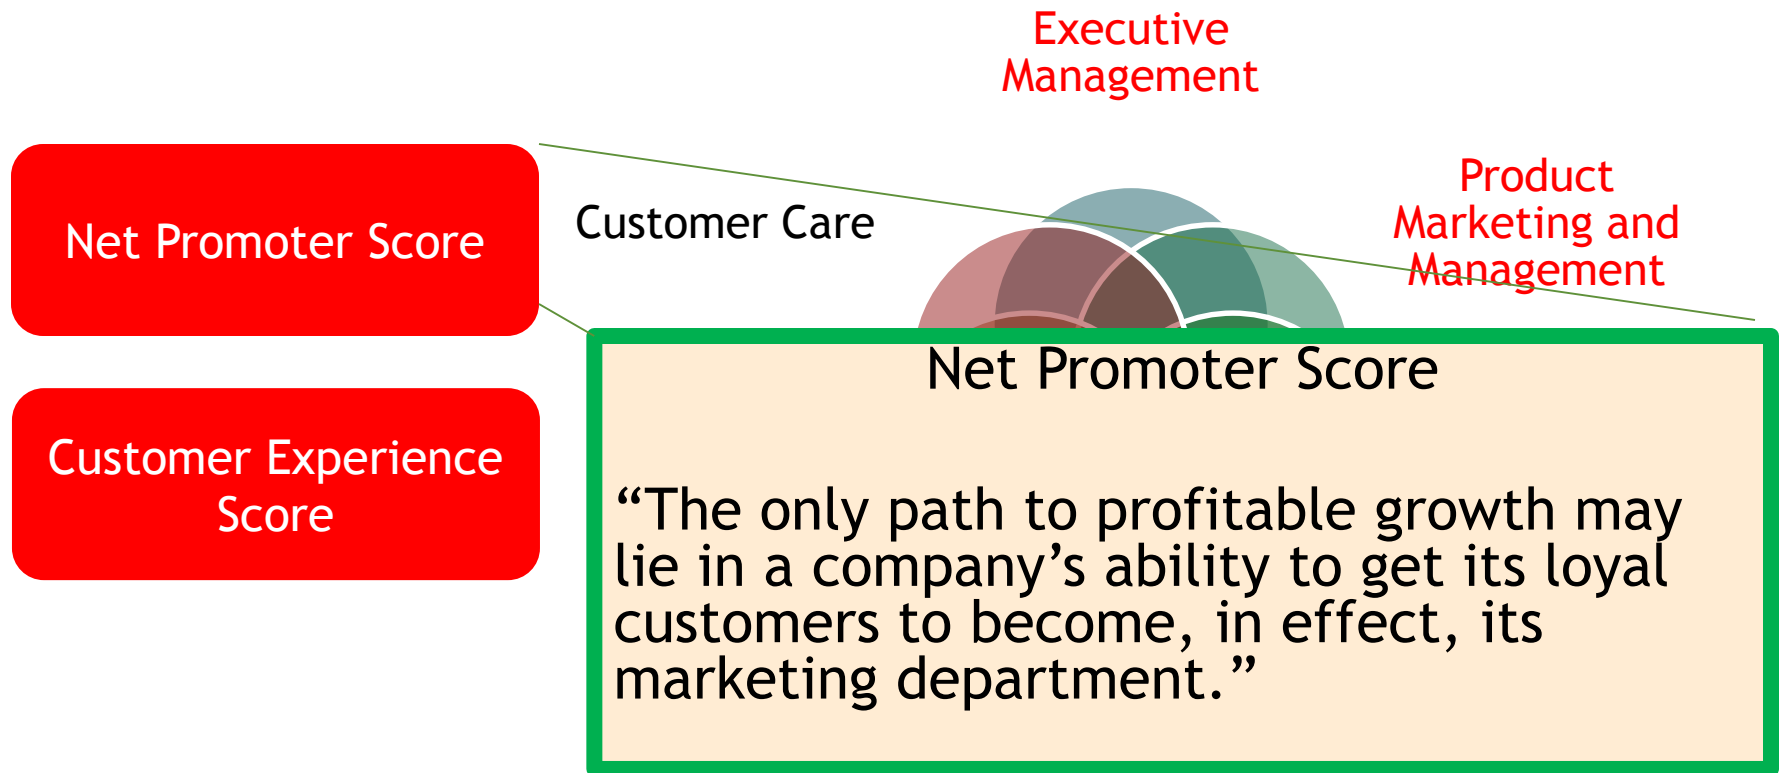 Executive
Management
Net Promoter Score
Customer Care
Product
Marketing and
Management
Customer Experience
Score
Net Promoter Score
“The only path to profitable growth may
lie in a company’s ability to get its loyal
customers to become, in effect, its
marketing department.”